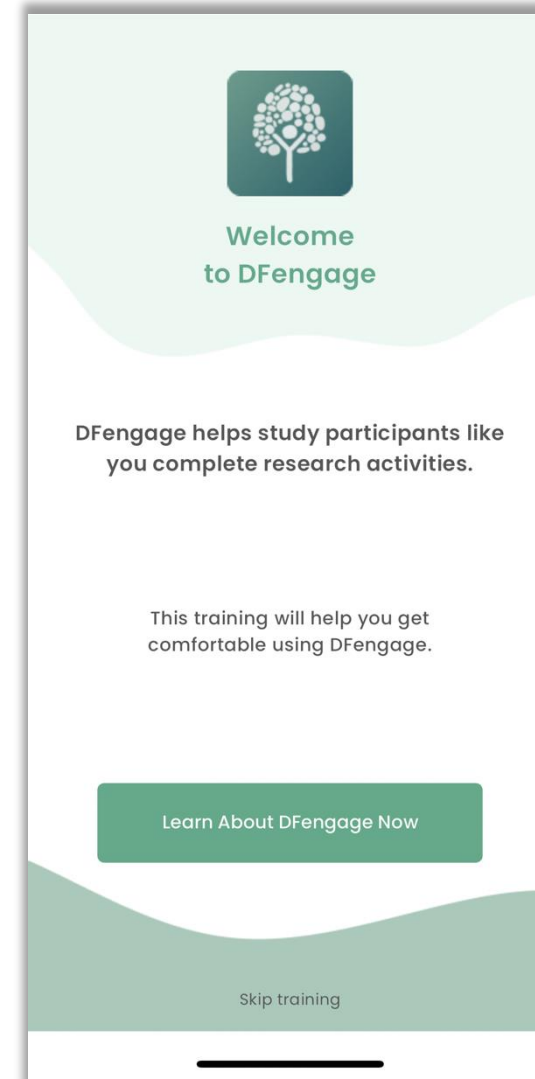 Welcome
to DFengage
DFengage helps study participants like
you complete research activities.
This training will help you get
comfortable using DFengage.
Learn About DFengage Now
Skip training